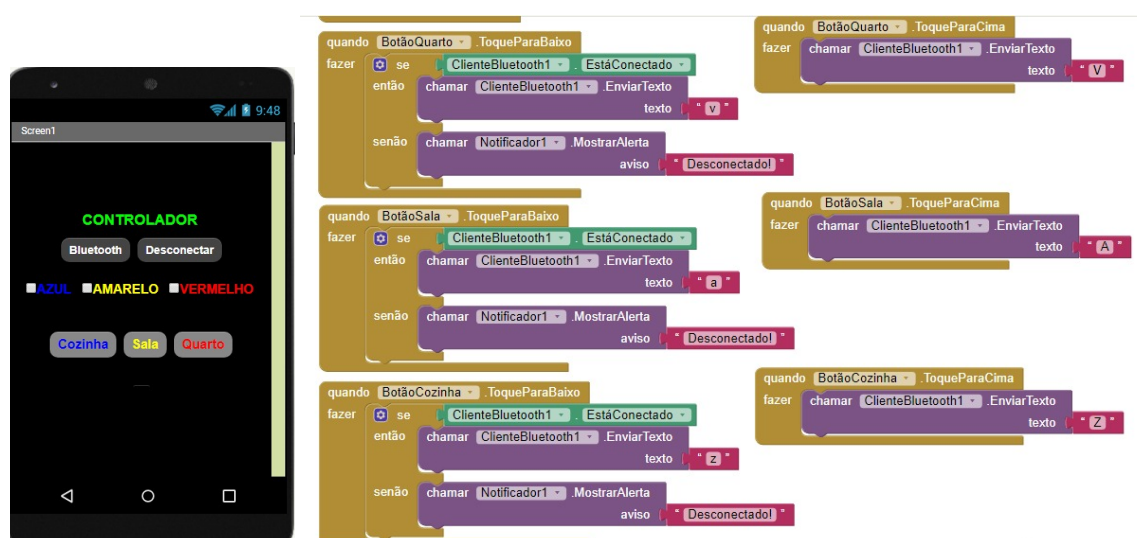 9:48
Screen1
CONTROLADOR
Bluetooth Desconectar
AZUL AMARELO VERMELHO
Cozinha Sala Quarto
quando BotãoQuarto .ToqueParaBaixo
fazer se ClienteBluetooth1 . EstáConectado
então chamar ClienteBluetooth1 .EnviarTexto
texto " v "
senão chamar Notificador1 .MostrarAlerta
aviso " Desconectado! "
quando BotãoQuarto .ToqueParaCima
fazer chamar ClienteBluetooth1 .EnviarTexto
texto " V "
quando BotãoSala .ToqueParaBaixo
fazer se ClienteBluetooth1 . EstáConectado
então chamar ClienteBluetooth1 .EnviarTexto
texto " a "
senão chamar Notificador1 .MostrarAlerta
aviso " Desconectado! "
quando BotãoSala .ToqueParaCima
fazer chamar ClienteBluetooth1 .EnviarTexto
texto " A "
quando BotãoCozinha .ToqueParaBaixo
fazer se ClienteBluetooth1 . EstáConectado
então chamar ClienteBluetooth1 .EnviarTexto
texto " z "
senão chamar Notificador1 .MostrarAlerta
aviso " Desconectado! "
quando BotãoCozinha .ToqueParaCima
fazer chamar ClienteBluetooth1 .EnviarTexto
texto " Z "